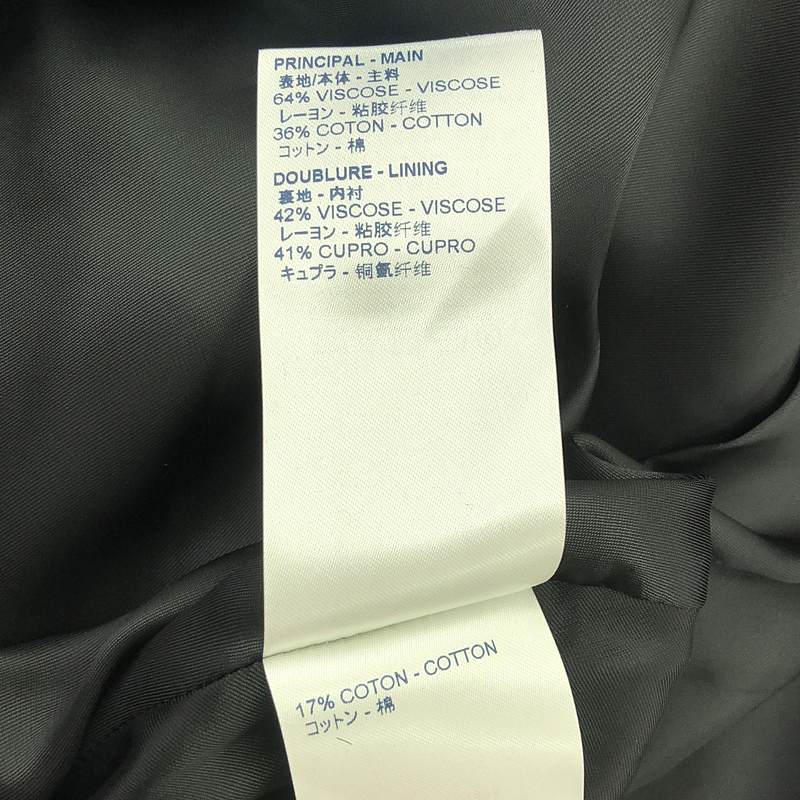 PRINCIPAL - MAIN
表地/本体 - 主料
64% VISCOSE - VISCOSE
レーヨン - 粘胶纤维
36% COTON - COTTON
コットン - 棉
DOUBLURE - LINING
裏地 - 内衬
42% VISCOSE - VISCOSE
レーヨン - 粘胶纤维
41% CUPRO - CUPRO
キュプラ - 铜氨纤维
17% COTON - COTTON
コットン - 棉